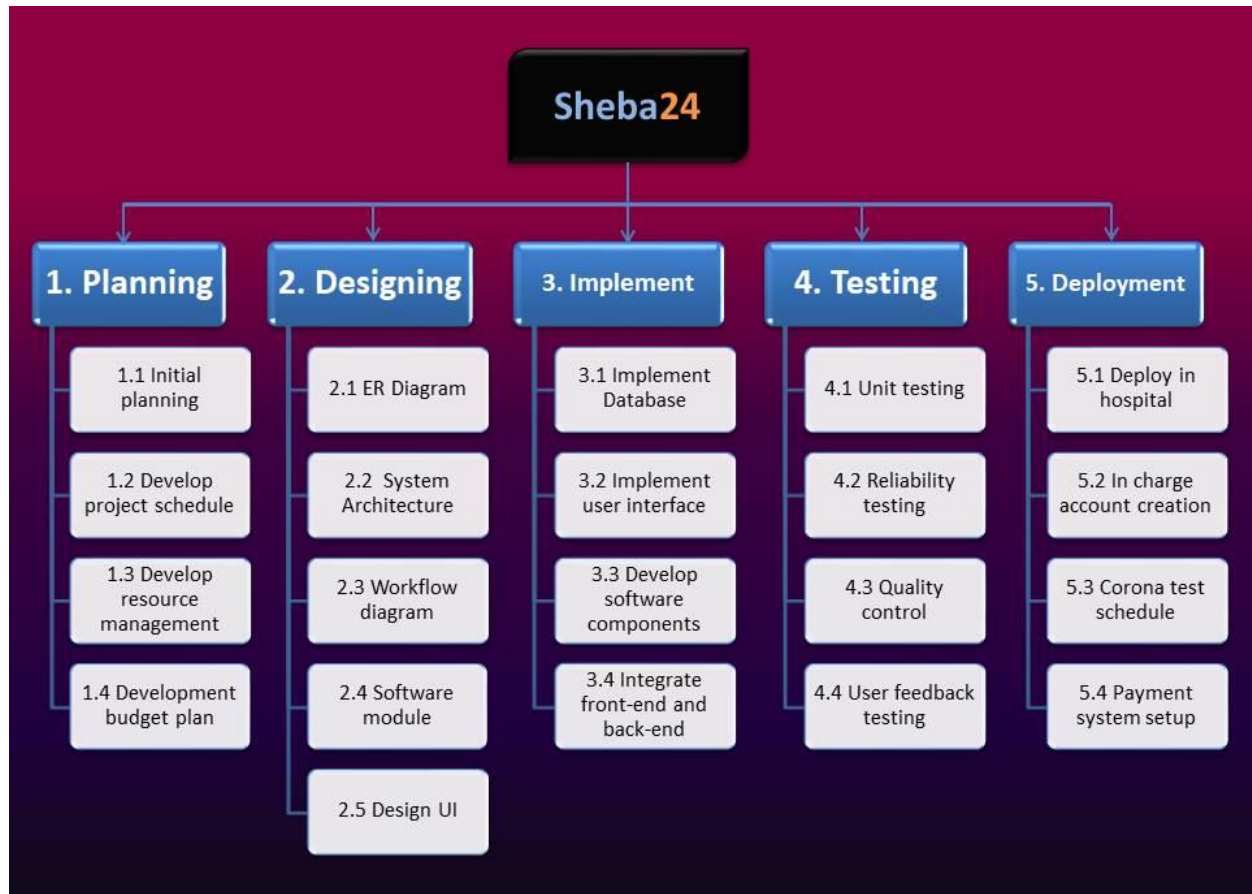 Sheba24
1. Planning
2. Designing
3. Implement
4. Testing
5. Deployment
1.1 Initial
planning
1.2 Develop
project schedule
1.3 Develop
resource
management
1.4 Development
budget plan
2.1 ER Diagram
2.2 System
Architecture
2.3 Workflow
diagram
2.4 Software
module
2.5 Design UI
3.1 Implement
Database
3.2 Implement
user interface
3.3 Develop
software
components
3.4 Integrate
front-end and
back-end
4.1 Unit testing
4.2 Reliability
testing
4.3 Quality
control
4.4 User feedback
testing
5.1 Deploy in
hospital
5.2 In charge
account creation
5.3 Corona test
schedule
5.4 Payment
system setup